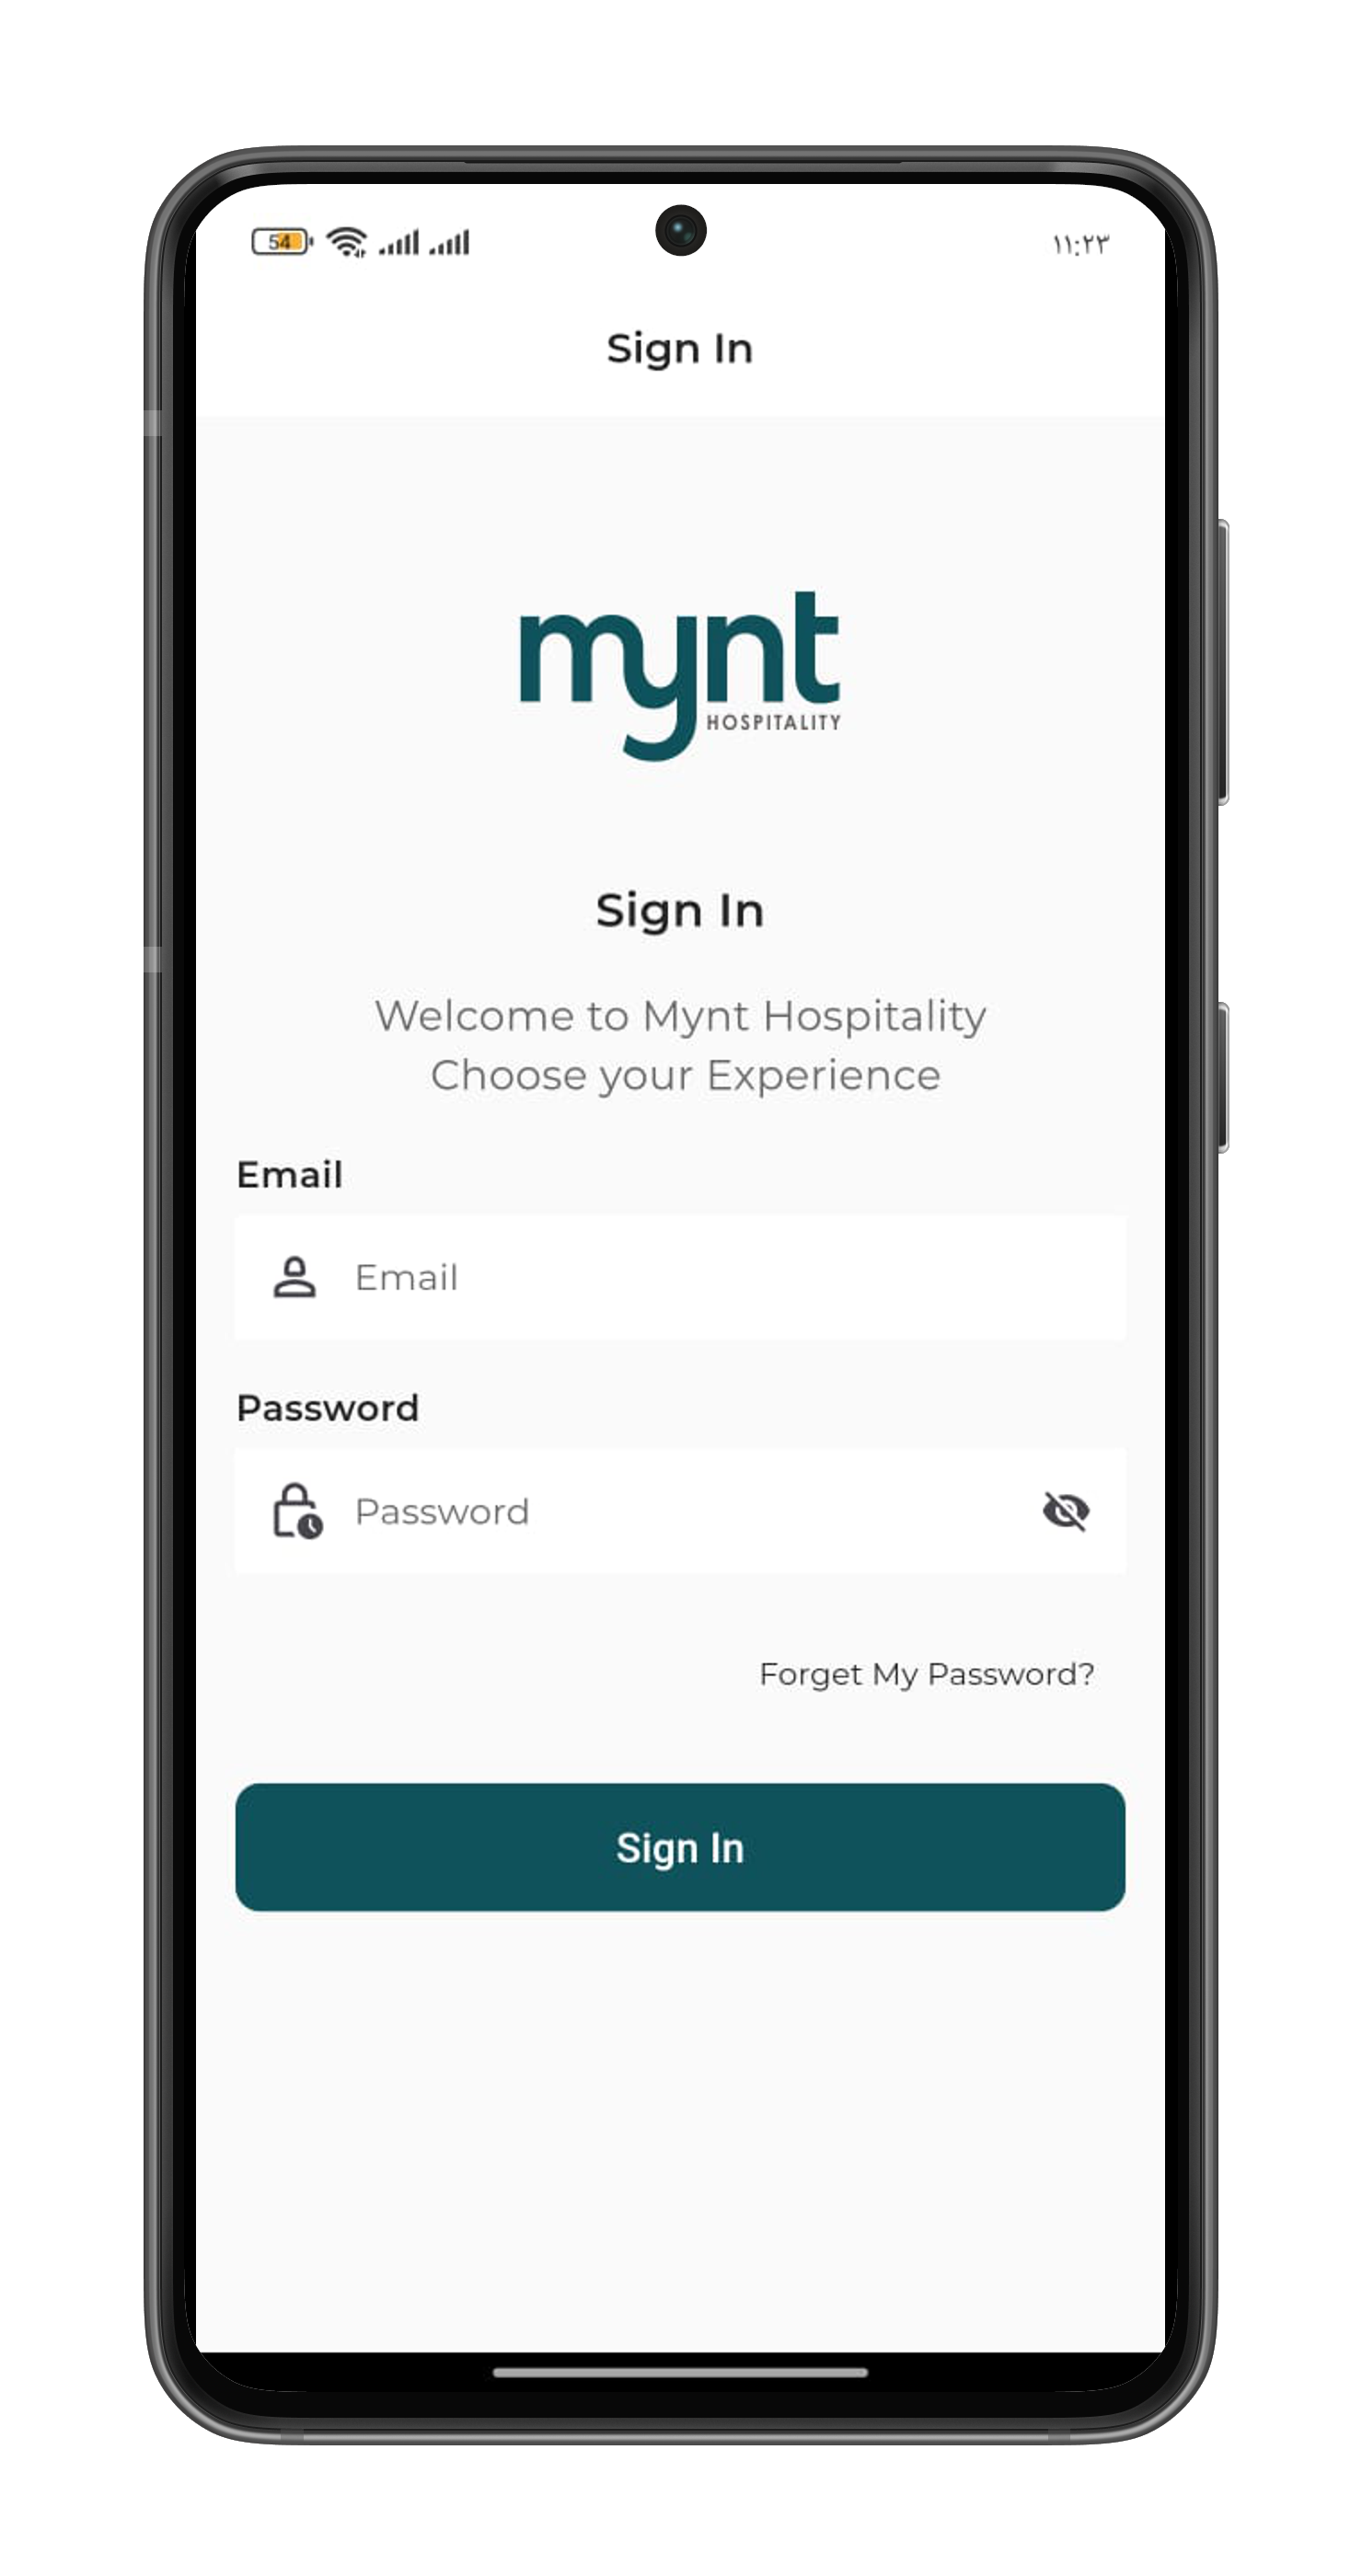 54
١١:٢٣
Sign In
mynt
HOSPITALITY
Sign In
Welcome to Mynt Hospitality
Choose your Experience
Email
Email
Password
Password
Forget My Password?
Sign In